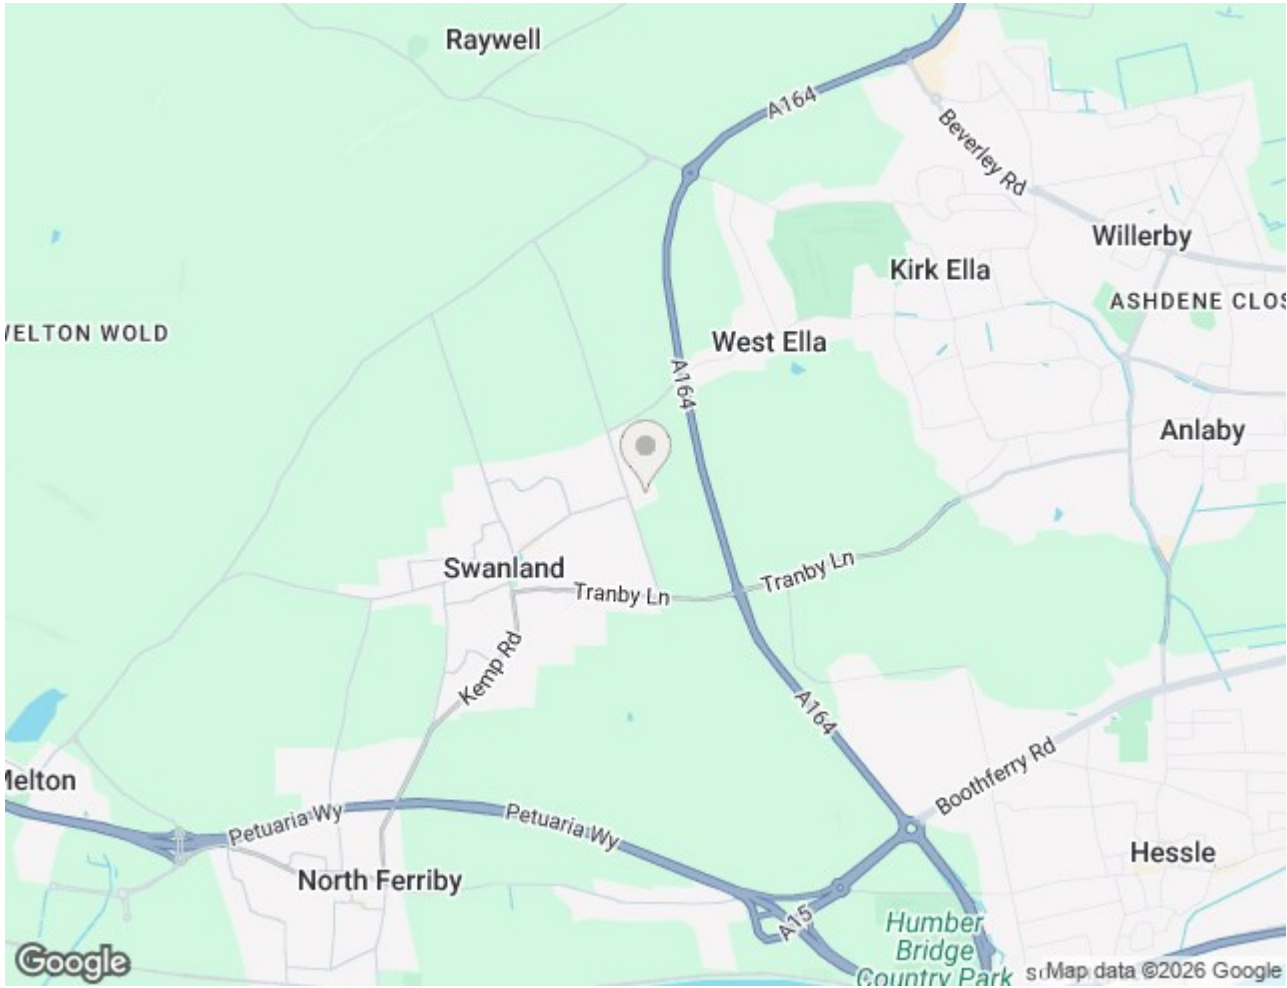 Raywell
A164
Beverley Rd
Willerby
Kirk Ella
ASHDENE CLOS
VELTON WOLD
West Ella
A164
Anlaby
Swanland
Tranby Ln
Tranby Ln
Kemp Rd
A164
Melton
Boothferry Rd
Petuaria Wy
Petuaria Wy
Hessle
North Ferriby
A15
Humber
Bridge
Country Park
Google
Map data ©2026 Google